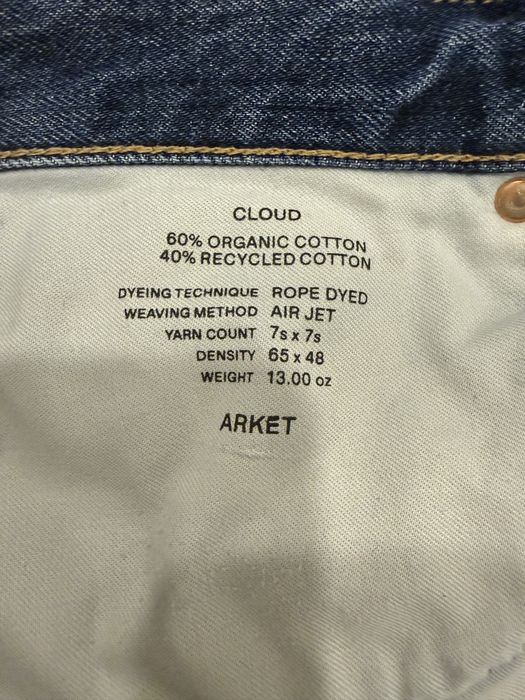 CLOUD
60% ORGANIC COTTON
40% RECYCLED COTTON
DYEING TECHNIQUE ROPE DYED
WEAVING METHOD AIR JET
YARN COUNT 7s x 7s
DENSITY 65 x 48
WEIGHT 13.00 oz
ARKET